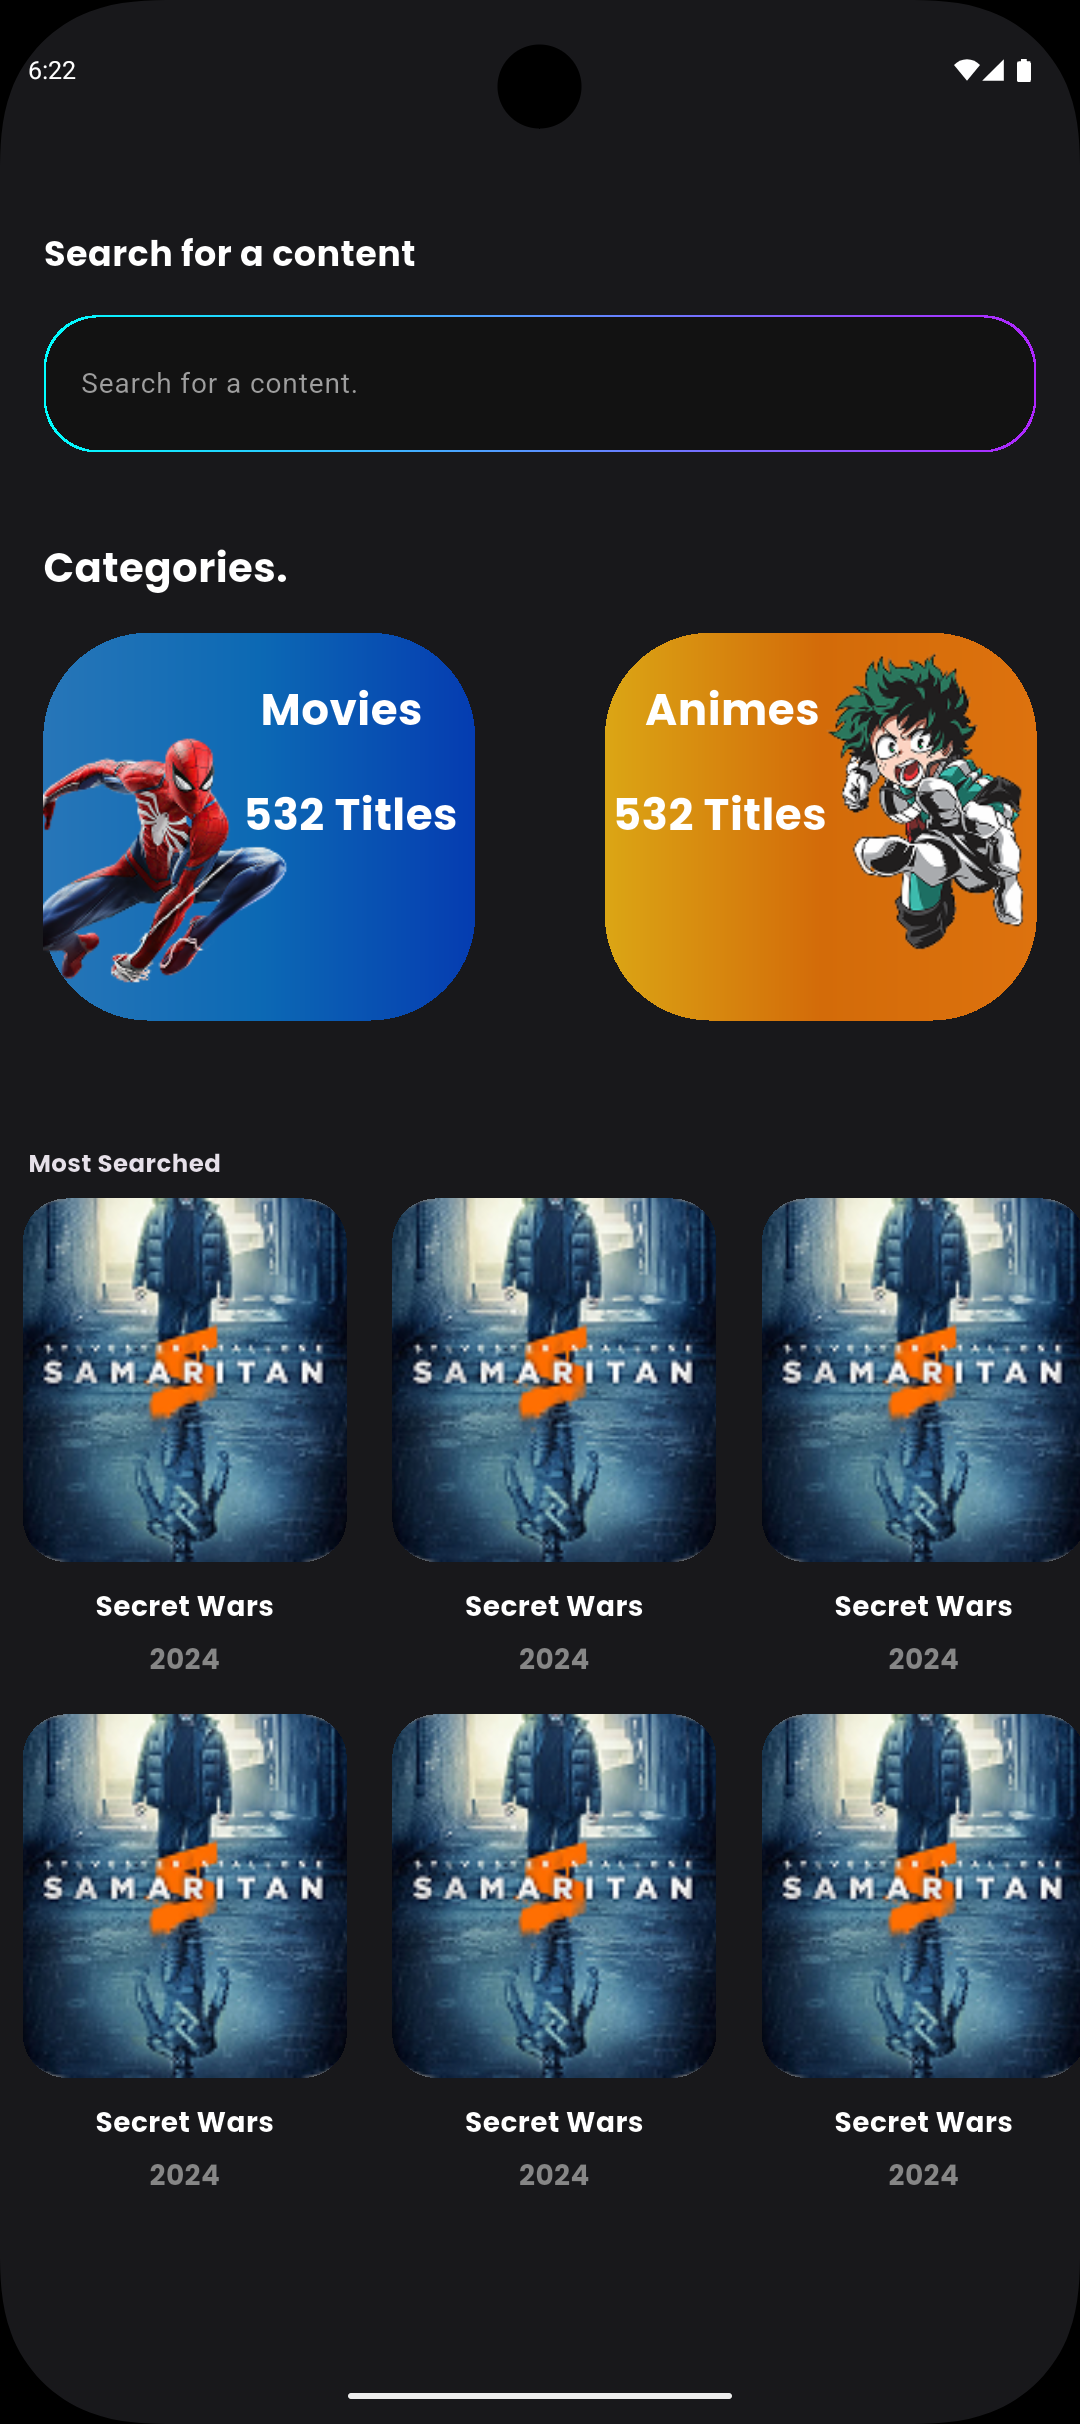 6:22
Search for a content
Search for a content.
Categories.
Movies
532 Titles
Animes
532 Titles
Most Searched
SAMARITAN
SAMARITAN
SAMARITAN
Secret Wars
Secret Wars
Secret Wars
2024
2024
2024
SAMARITAN
SAMARITAN
SAMARITAN
Secret Wars
Secret Wars
Secret Wars
2024
2024
2024